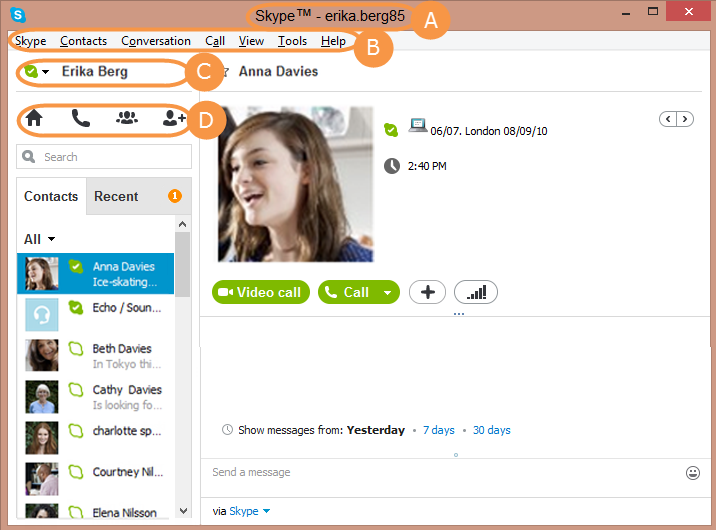 Skype™ - erika.berg85
A
Skype Contacts Conversation Call View Tools Help
B
Erika Berg
C
Anna Davies
D
06/07. London 08/09/10
Search
2:40 PM
Contacts Recent 1
All
Anna Davies
Ice-skating...
Echo / Soun...
Video call Call
Beth Davies
In Tokyo thi...
Cathy Davies
Is looking fo...
charlotte sp...
Show messages from: Yesterday • 7 days • 30 days
Courtney Nil...
Send a message
Elena Nilsson
via Skype